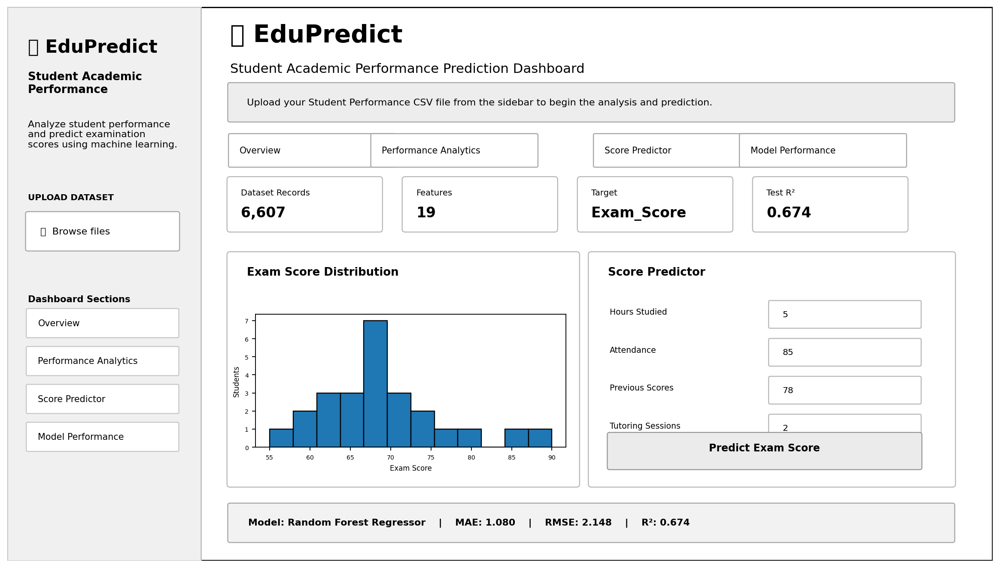 EduPredict
Student Academic
Performance
Analyze student performance
and predict examination
scores using machine learning.
UPLOAD DATASET
Browse files
Dashboard Sections
Overview
Performance Analytics
Score Predictor
Model Performance
EduPredict
Student Academic Performance Prediction Dashboard
Upload your Student Performance CSV file from the sidebar to begin the analysis and prediction.
Overview
Performance Analytics
Score Predictor
Model Performance
Dataset Records
6,607
Features
19
Target
Exam_Score
Test R²
0.674
Exam Score Distribution
Students
7
6
5
4
3
2
1
0
55 60 65 70 75 80 85 90
Exam Score
Score Predictor
Hours Studied 5
Attendance 85
Previous Scores 78
Tutoring Sessions 2
Predict Exam Score
Model: Random Forest Regressor | MAE: 1.080 | RMSE: 2.148 | R²: 0.674